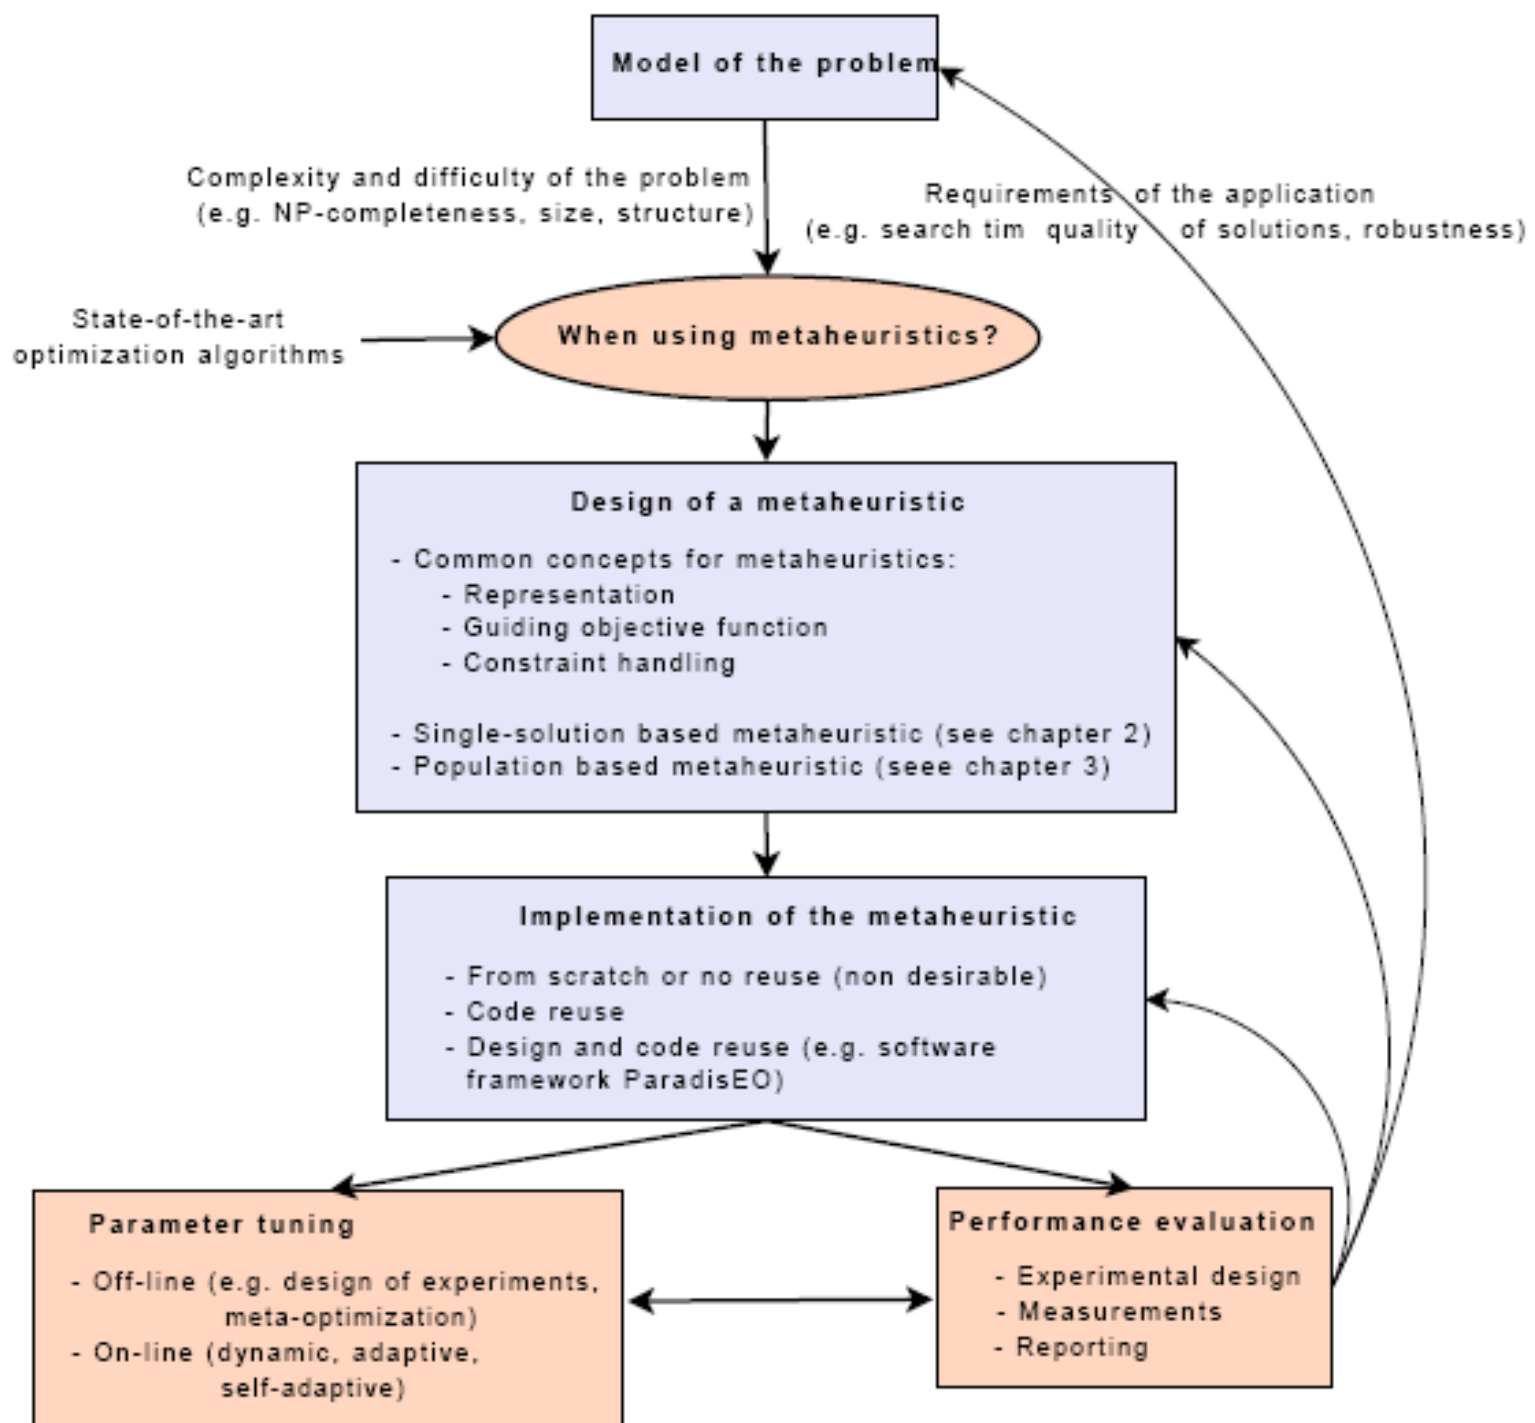 Model of the problem
Complexity and difficulty of the problem
(e.g. NP-completeness, size, structure)
Requirements of the application
(e.g. search tim quality of solutions, robustness)
State-of-the-art
optimization algorithms
When using metaheuristics?
Design of a metaheuristic
- Common concepts for metaheuristics:
- Representation
- Guiding objective function
- Constraint handling
- Single-solution based metaheuristic (see chapter 2)
- Population based metaheuristic (seee chapter 3)
Implementation of the metaheuristic
- From scratch or no reuse (non desirable)
- Code reuse
- Design and code reuse (e.g. software
framework ParadisEO)
Parameter tuning
- Off-line (e.g. design of experiments,
meta-optimization)
- On-line (dynamic, adaptive,
self-adaptive)
Performance evaluation
- Experimental design
- Measurements
- Reporting